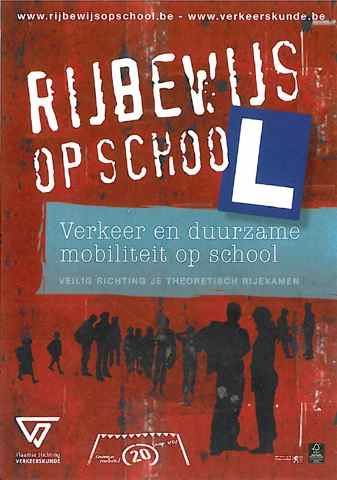 www.rijbewijsopschool.be - www.verkeerskunde.be
RIJBEWIJS
OP SCHOOL
Verkeer en duurzame
mobiliteit op school
VEILIG RICHTING JE THEORETISCH RIJEXAMEN
20
Vlaamse Stichting
VERKEERSKUNDE
FSC